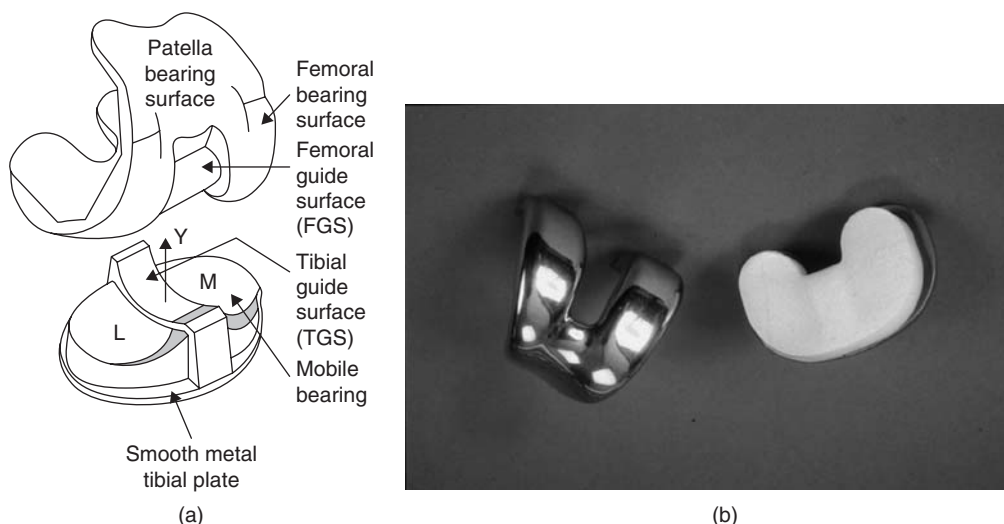 Patella
bearing
surface
Femoral
bearing
surface
Femoral
guide
surface
(FGS)
Y
M
L
Tibial
guide
surface
(TGS)
Mobile
bearing
Smooth metal
tibial plate
(a)
(b)